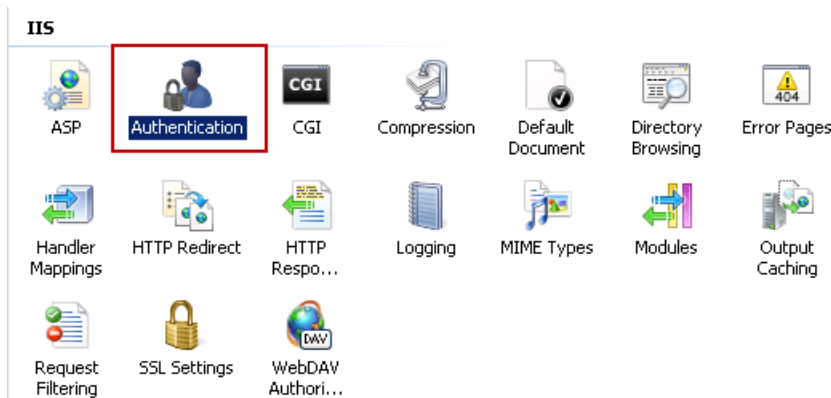 IIS
CGI
404
ASP
Authentication
CGI
Compression
Default
Document
Directory
Browsing
Error Pages
Handler
Mappings
HTTP Redirect
HTTP
Respo...
Logging
MIME Types
Modules
Output
Caching
DAV
Request
Filtering
SSL Settings
WebDAV
Authori...